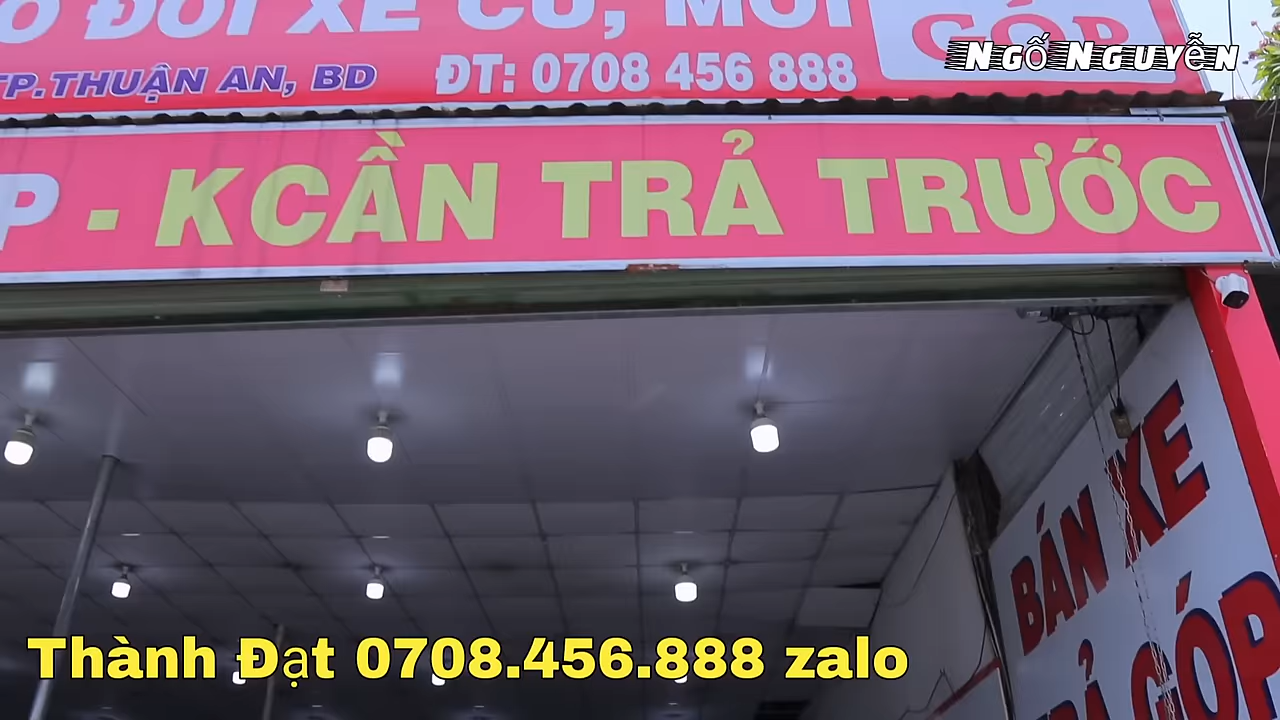 ĐỔI XE CŨ, MỚI
GÓP
NGỐ NGUYỄN
TP.THUẬN AN, BD
ĐT: 0708 456 888
- KCẦN TRẢ TRƯỚC
BÁN XE
TRẢ GÓP
Thành Đạt 0708.456.888 zalo